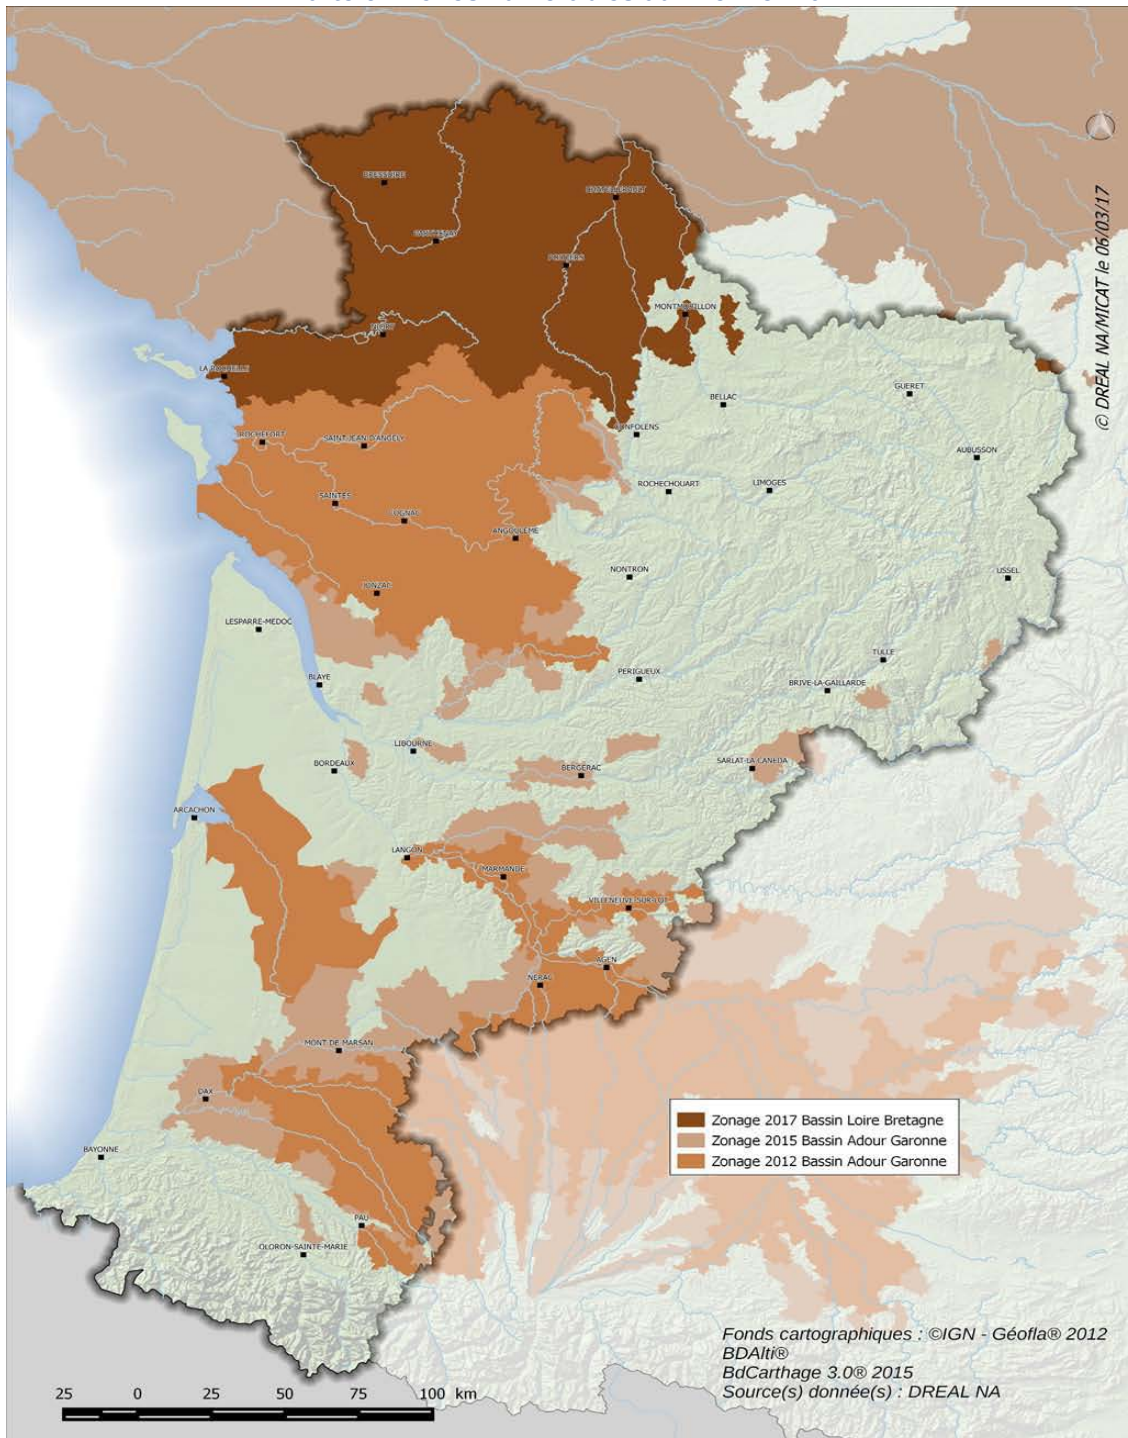 © DREAL NA/MICAT le 06/03/17
BRESSUIRE
CHATELLERAULT
PARTHENAY
POITIERS
MONTMORILLON
NIORT
LA ROCHELLE
GUERET
BELLAC
ROCHEFORT
SAINT-JEAN-D'ANGELY
CONFOLENS
AUBUSSON
ROCHECHOUART
LIMOGES
SAINTES
COGNAC
ANGOULEME
NONTRON
USSEL
JONZAC
LESPARRE-MEDOC
TULLE
PERIGUEUX
BLAYE
BRIVE-LA-GAILLARDE
LIBOURNE
BORDEAUX
BERGERAC
SARLAT-LA CANEDA
ARCACHON
LANGON
MARMANDE
VILLENEUVE-SUR-LOT
AGEN
NERAC
MONT-DE-MARSAN
DAX
BAYONNE
PAU
OLORON-SAINTE-MARIE
Zonage 2017 Bassin Loire Bretagne
Zonage 2015 Bassin Adour Garonne
Zonage 2012 Bassin Adour Garonne
Fonds cartographiques : ©IGN - Géofla® 2012
BDAlti®
BdCarthage 3.0® 2015
Source(s) donnée(s) : DREAL NA
25 0 25 50 75 100 km